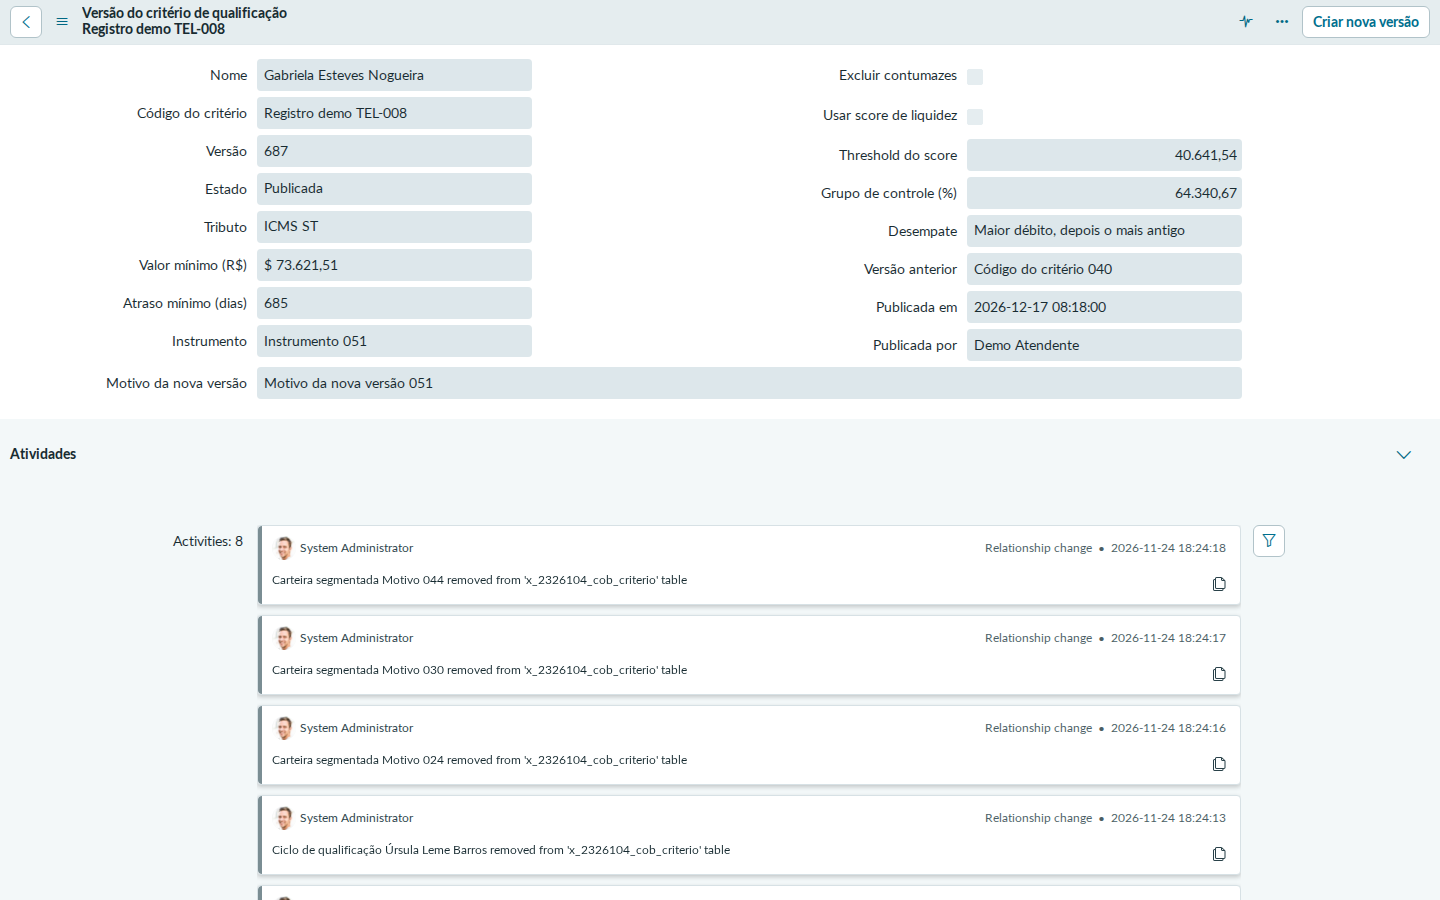 Versão do critério de qualificação
Registro demo TEL-008
Criar nova versão
Nome
Gabriela Esteves Nogueira
Código do critério
Registro demo TEL-008
Versão
687
Estado
Publicada
Tributo
ICMS ST
Valor mínimo (R$)
$ 73.621,51
Atraso mínimo (dias)
685
Instrumento
Instrumento 051
Excluir contumazes
Usar score de liquidez
Threshold do score
40.641,54
Grupo de controle (%)
64.340,67
Desempate
Maior débito, depois o mais antigo
Versão anterior
Código do critério 040
Publicada em
2026-12-17 08:18:00
Publicada por
Demo Atendente
Motivo da nova versão
Motivo da nova versão 051
Atividades
Activities: 8
System Administrator
Relationship change • 2026-11-24 18:24:18
Carteira segmentada Motivo 044 removed from 'x_2326104_cob_criterio' table
System Administrator
Relationship change • 2026-11-24 18:24:17
Carteira segmentada Motivo 030 removed from 'x_2326104_cob_criterio' table
System Administrator
Relationship change • 2026-11-24 18:24:16
Carteira segmentada Motivo 024 removed from 'x_2326104_cob_criterio' table
System Administrator
Relationship change • 2026-11-24 18:24:13
Ciclo de qualificação Úrsula Leme Barros removed from 'x_2326104_cob_criterio' table